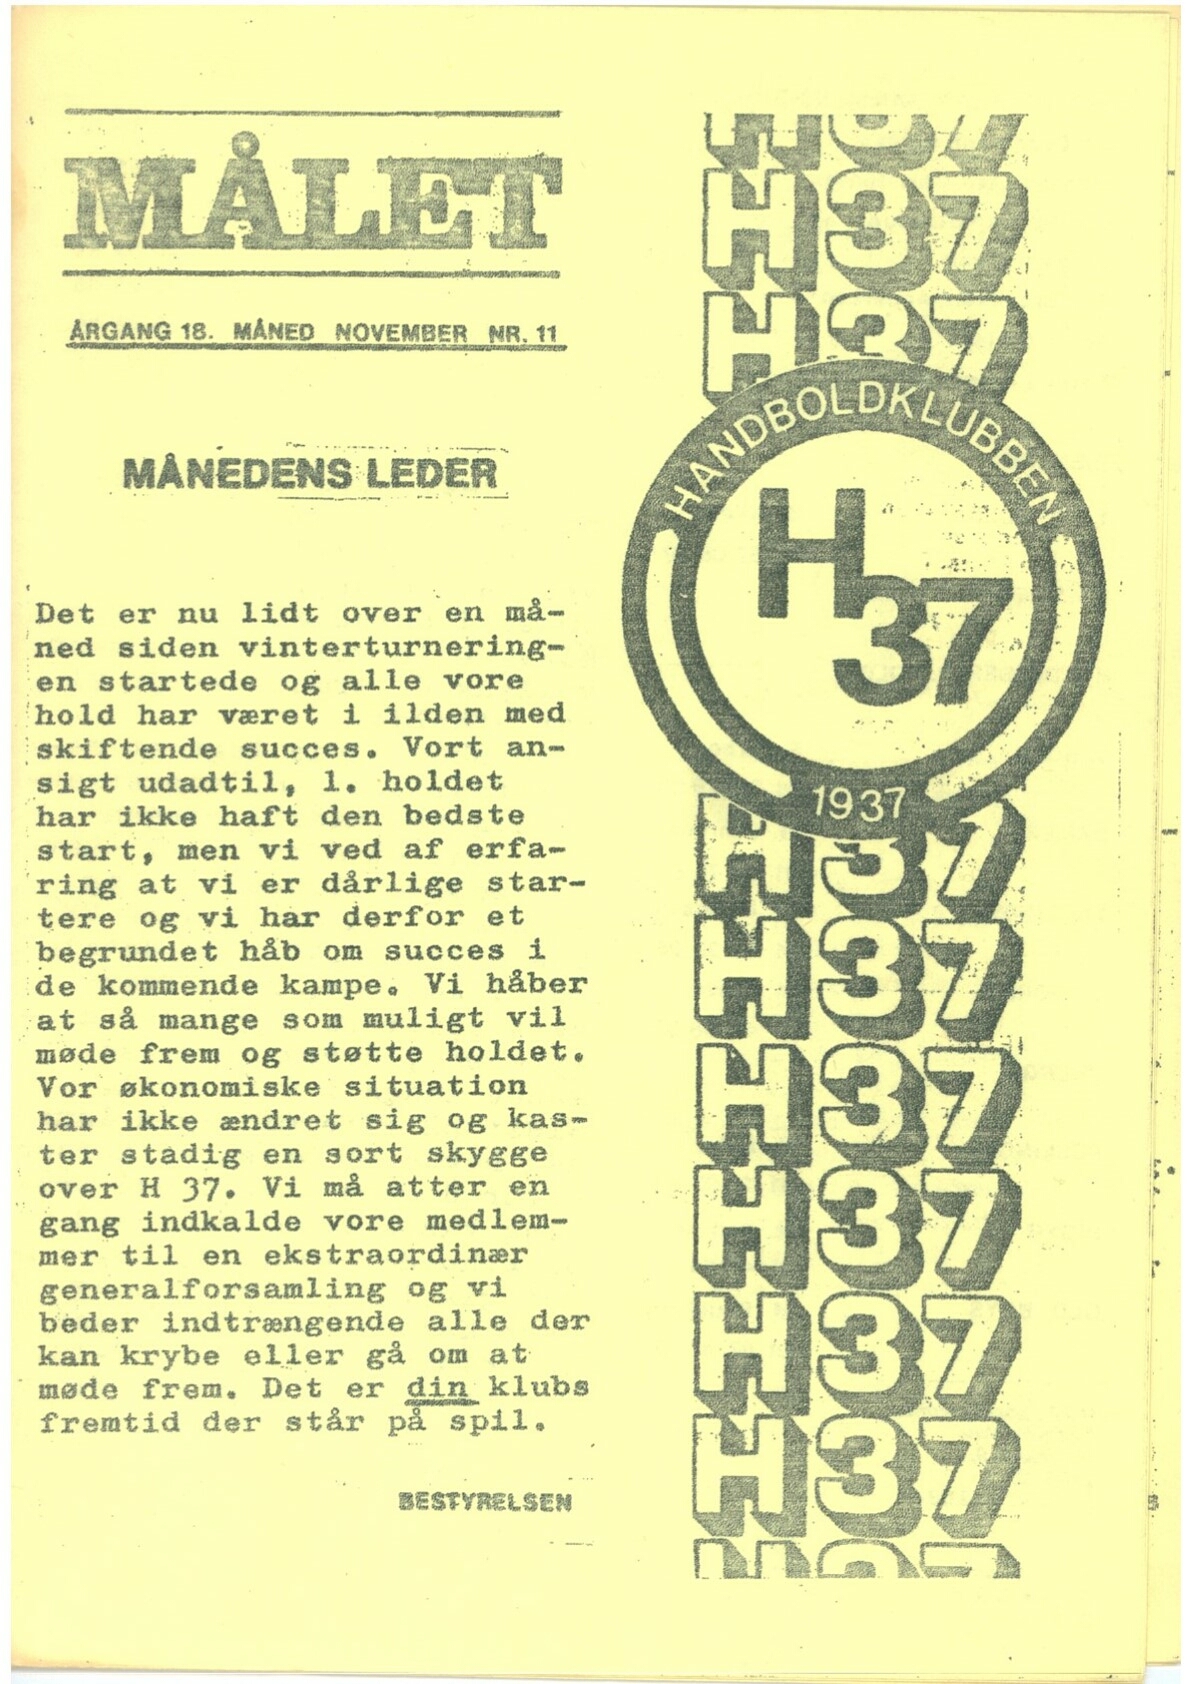 MÅLET
ÅRGANG 18. MÅNED NOVEMBER NR. 11
MÅNEDENS LEDER
Det er nu lidt over en må-
ned siden vinterturnering-
en startede og alle vore
hold har været i ilden med
skiftende succes. Vort an-
sigt udadtil, 1. holdet
har ikke haft den bedste
start, men vi ved af erfa-
ring at vi er dårlige star-
tere og vi har derfor et
begrundet håb om succes i
de kommende kampe. Vi håber
at så mange som muligt vil
møde frem og støtte holdet.
Vor økonomiske situation
har ikke ændret sig og kas-
ter stadig en sort skygge
over H 37. Vi må atter en
gang indkalde vore medlem-
mer til en ekstraordinær
generalforsamling og vi
beder indtrængende alle der
kan krybe eller gå om at
møde frem. Det er din klubs
fremtid der står på spil.
BESTYRELSEN
H37
H37
H37
HANDBOLDKLUBBEN
H37
1937
H37
H37
H37
H37
H37
H37
H37